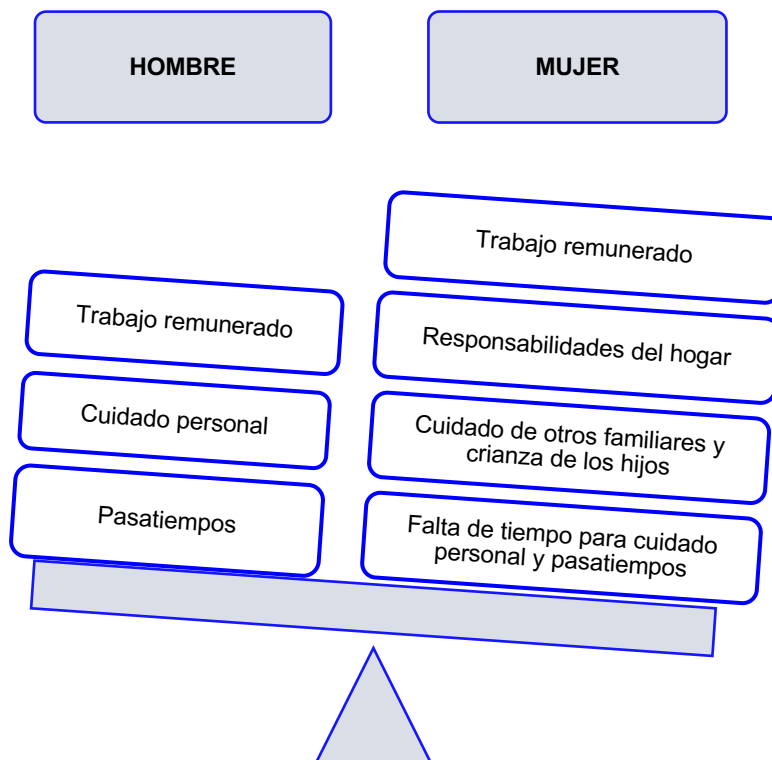 HOMBRE
MUJER
Trabajo remunerado
Cuidado personal
Pasatiempos
Trabajo remunerado
Responsabilidades del hogar
Cuidado de otros familiares y
crianza de los hijos
Falta de tiempo para cuidado
personal y pasatiempos